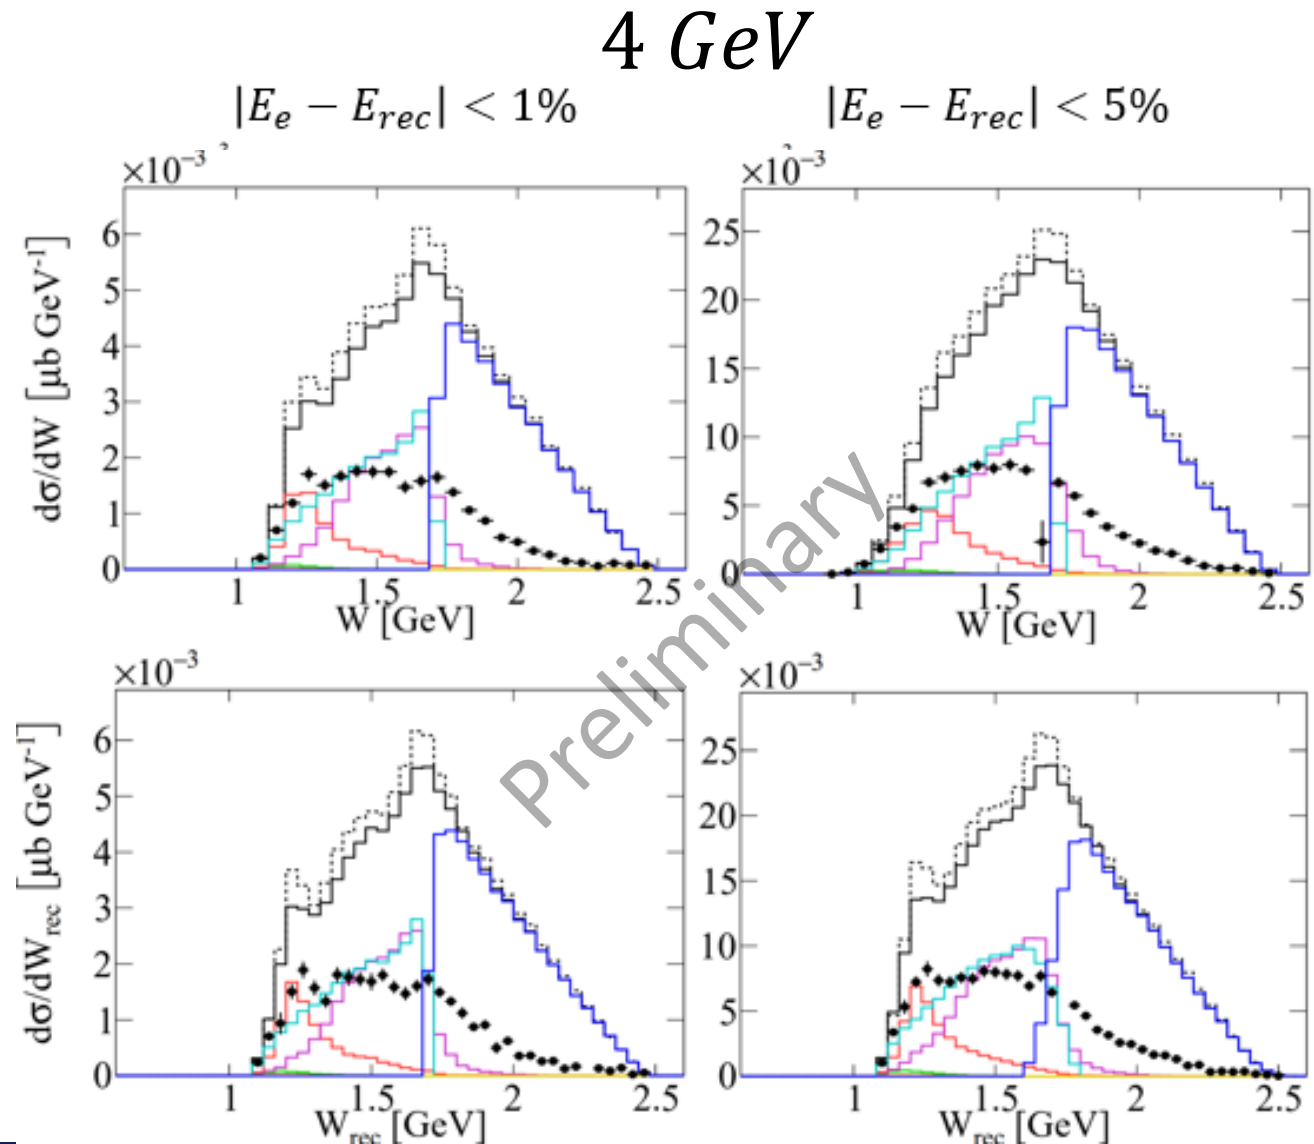 4 GeV
|E_e − E_rec| < 1%
|E_e − E_rec| < 5%
×10⁻³
dσ/dW [μb GeV⁻¹]
6
5
4
3
2
1
0
1 1.5 2 2.5
W [GeV]
×10⁻³
25
20
15
10
5
0
1 1.5 2 2.5
W [GeV]
Preliminary
×10⁻³
dσ/dW_rec [μb GeV⁻¹]
6
5
4
3
2
1
0
1 1.5 2 2.5
W_rec [GeV]
×10⁻³
25
20
15
10
5
0
1 1.5 2 2.5
W_rec [GeV]